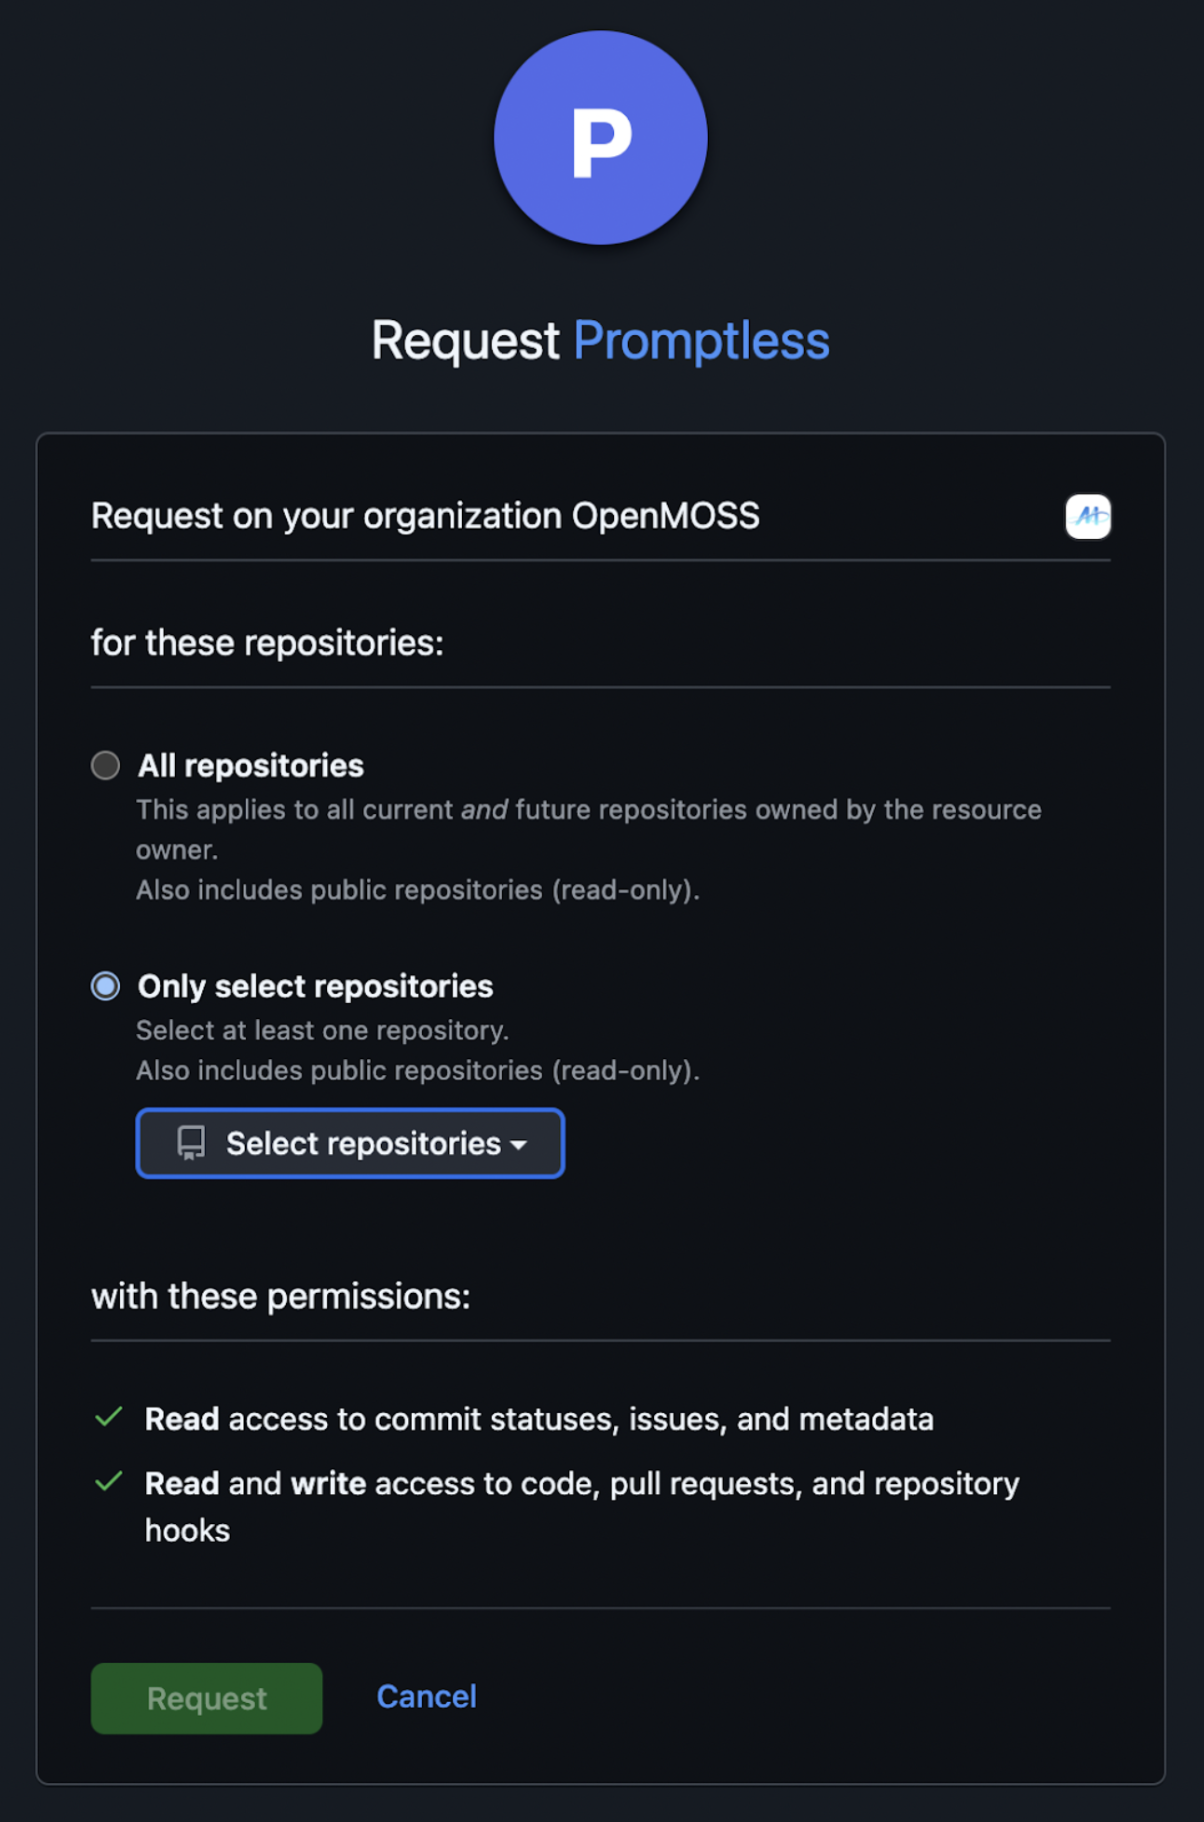 P
Request Promptless
Request on your organization OpenMOSS
for these repositories:
All repositories
This applies to all current and future repositories owned by the resource
owner.
Also includes public repositories (read-only).
Only select repositories
Select at least one repository.
Also includes public repositories (read-only).
Select repositories
with these permissions:
Read access to commit statuses, issues, and metadata
Read and write access to code, pull requests, and repository
hooks
Request Cancel